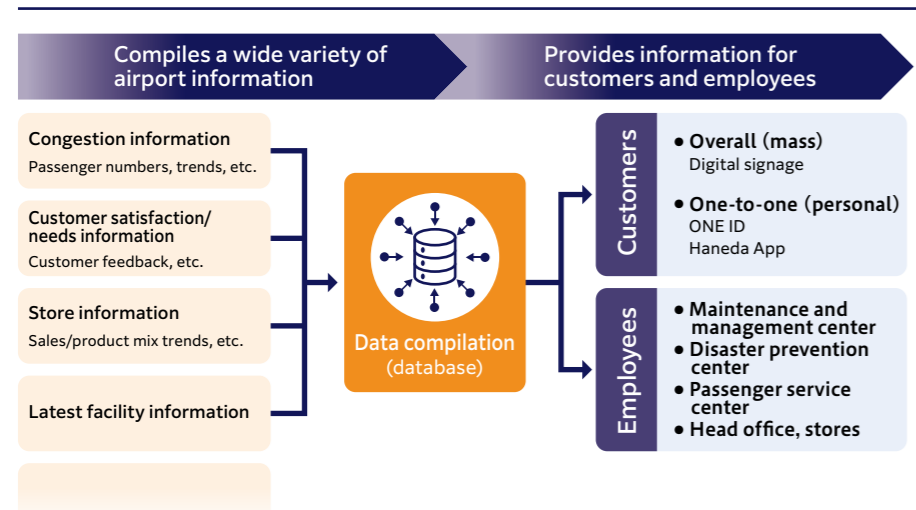 Compiles a wide variety of
airport information
Provides information for
customers and employees
Congestion information
Passenger numbers, trends, etc.
Customer satisfaction/
needs information
Customer feedback, etc.
Store information
Sales/product mix trends, etc.
Latest facility information
Data compilation
(database)
Customers
● Overall (mass)
Digital signage
● One-to-one (personal)
ONE ID
Haneda App
Employees
● Maintenance and
management center
● Disaster prevention
center
● Passenger service
center
● Head office, stores